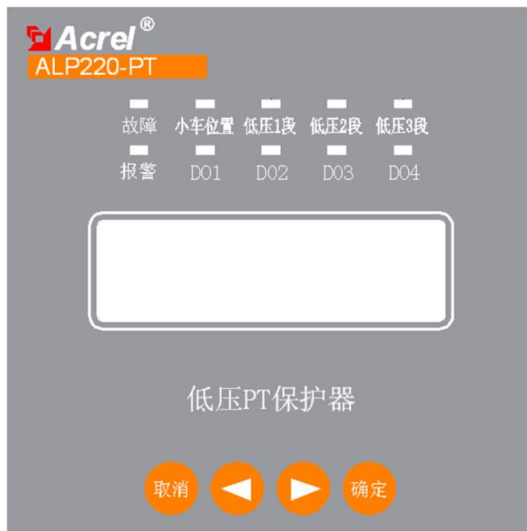 Acrel®
ALP220-PT
故障 小车位置 低压1段 低压2段 低压3段
报警 DO1 DO2 DO3 DO4
低压PT保护器
取消 确定